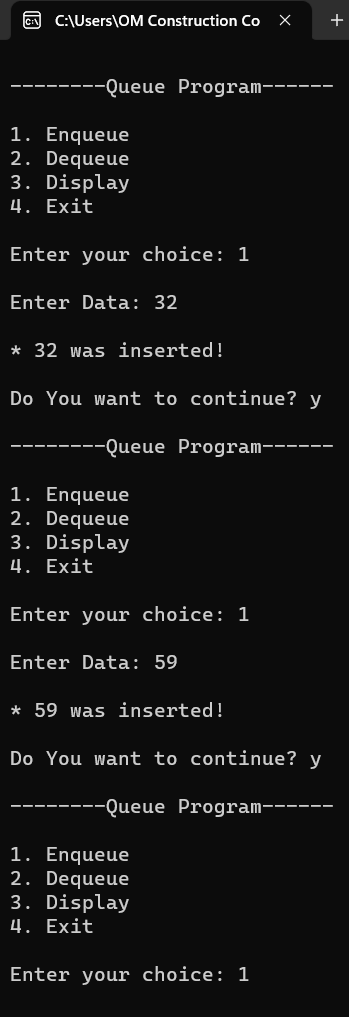 C:\Users\OM Construction Co
--------Queue Program------
1. Enqueue
2. Dequeue
3. Display
4. Exit
Enter your choice: 1
Enter Data: 32
* 32 was inserted!
Do You want to continue? y
--------Queue Program------
1. Enqueue
2. Dequeue
3. Display
4. Exit
Enter your choice: 1
Enter Data: 59
* 59 was inserted!
Do You want to continue? y
--------Queue Program------
1. Enqueue
2. Dequeue
3. Display
4. Exit
Enter your choice: 1